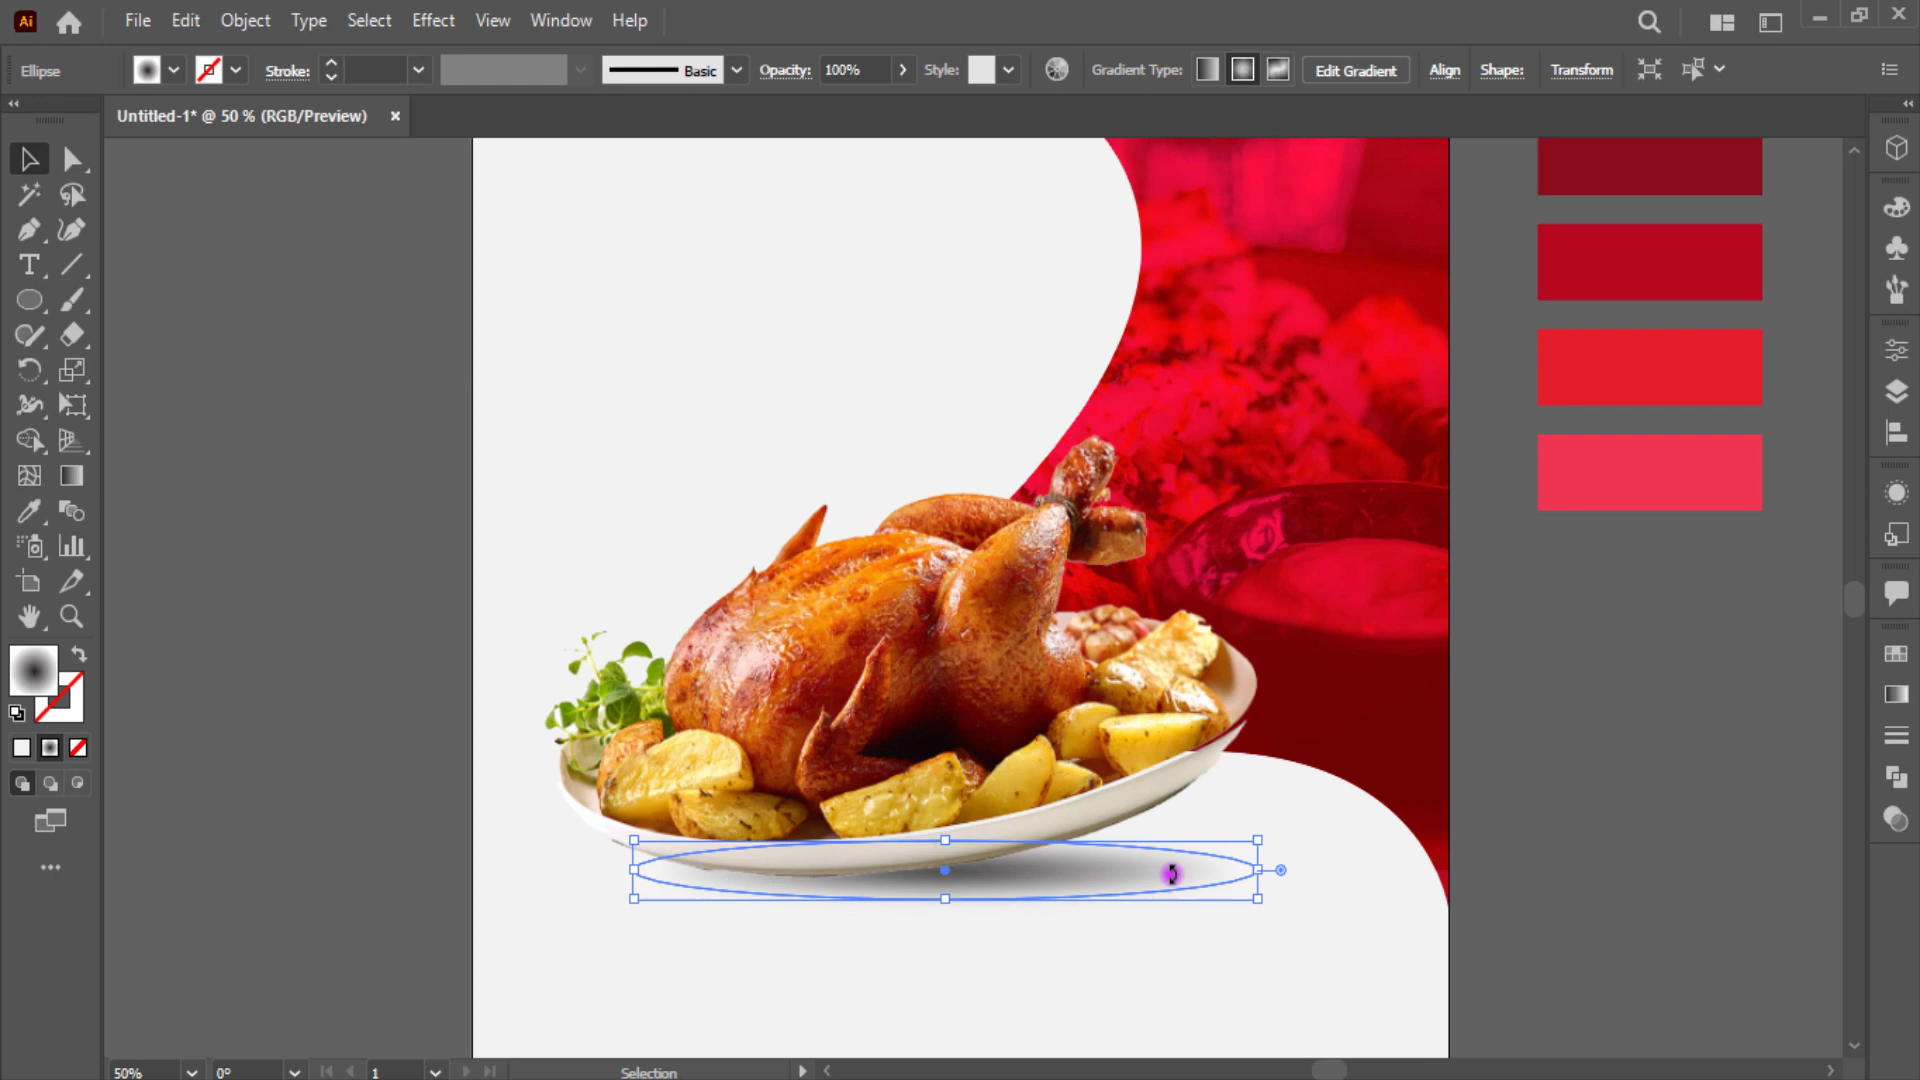 Ai File Edit Object Type Select Effect View Window Help
Ellipse Stroke: Basic Opacity: 100% Style: Gradient Type: Edit Gradient Align Shape: Transform
Untitled-1* @ 50 % (RGB/Preview)
50% 0° 1 Selection